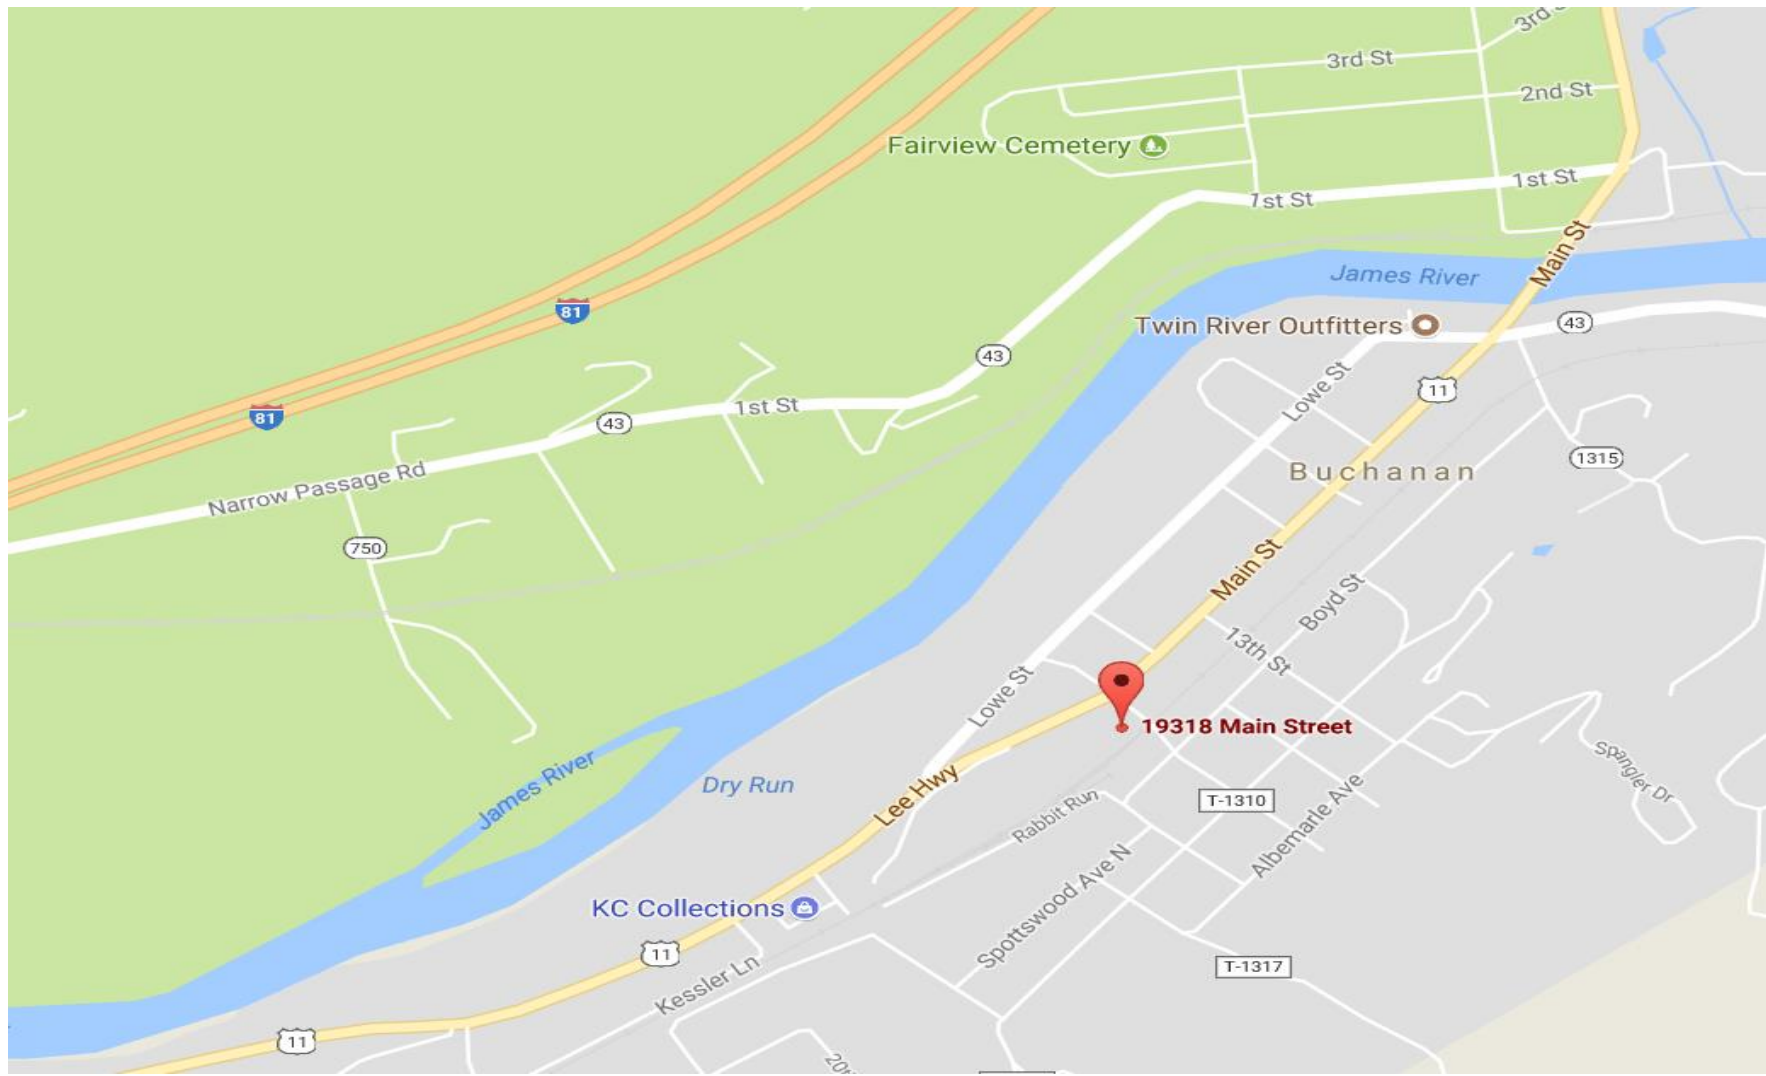 3rd St
3rd S
2nd St
Fairview Cemetery
1st St
1st St
Main St
James River
81
Twin River Outfitters
43
43
11
Lowe St
81
1st St
43
Buchanan
1315
Narrow Passage Rd
750
Main St
Boyd St
13th St
Lowe St
19318 Main Street
James River
Dry Run
Lee Hwy
Spangler Dr
T-1310
Rabbit Run
Albemarle Ave
KC Collections
Spottswood Ave N
11
Kessler Ln
T-1317
11